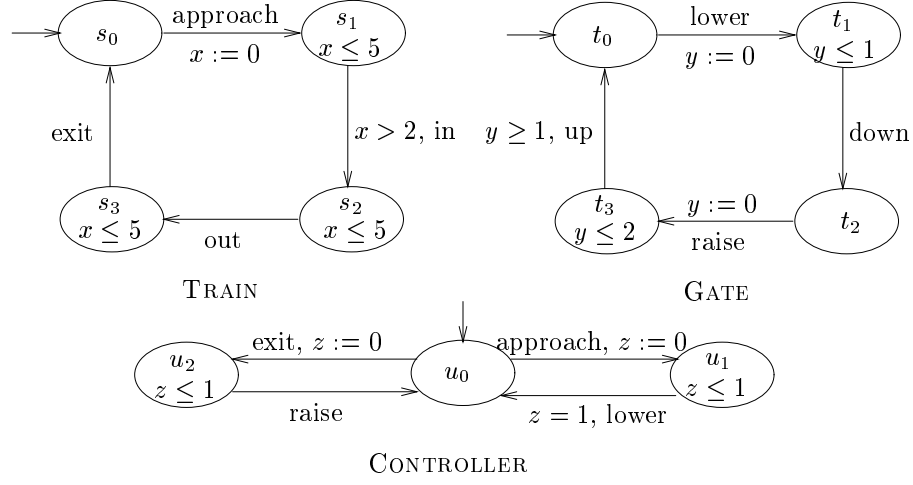 approach
s₀
x := 0
s₁
x ≤ 5
exit
x > 2, in
s₃
x ≤ 5
out
s₂
x ≤ 5
TRAIN
lower
t₀
y := 0
t₁
y ≤ 1
y ≥ 1, up
down
t₃
y ≤ 2
y := 0
raise
t₂
GATE
exit, z := 0
approach, z := 0
u₂
z ≤ 1
u₀
u₁
z ≤ 1
raise
z = 1, lower
CONTROLLER